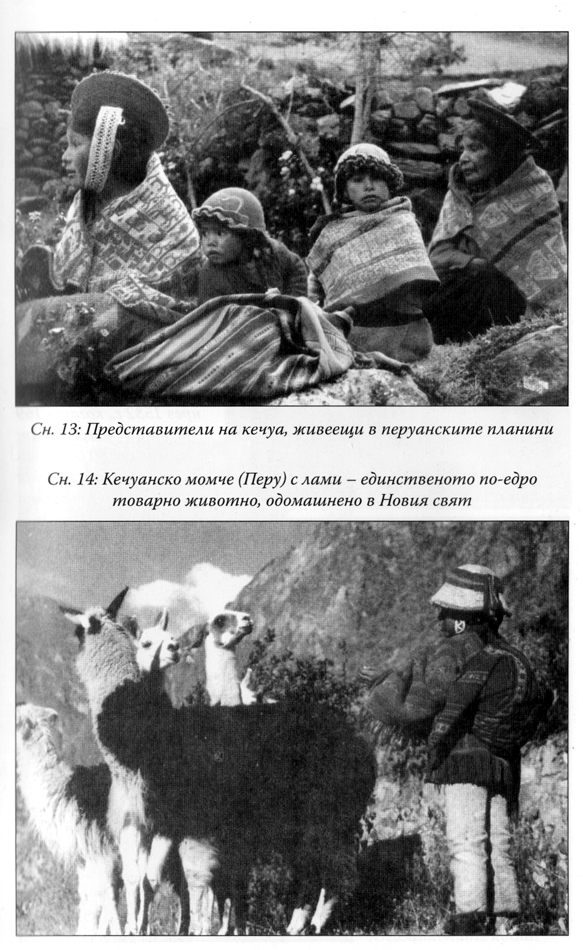 Сн. 13: Представители на кечуа, живеещи в перуанските планини
Сн. 14: Кечуанско момче (Перу) с лами – единственото по-едро
товарно животно, одомашнено в Новия свят